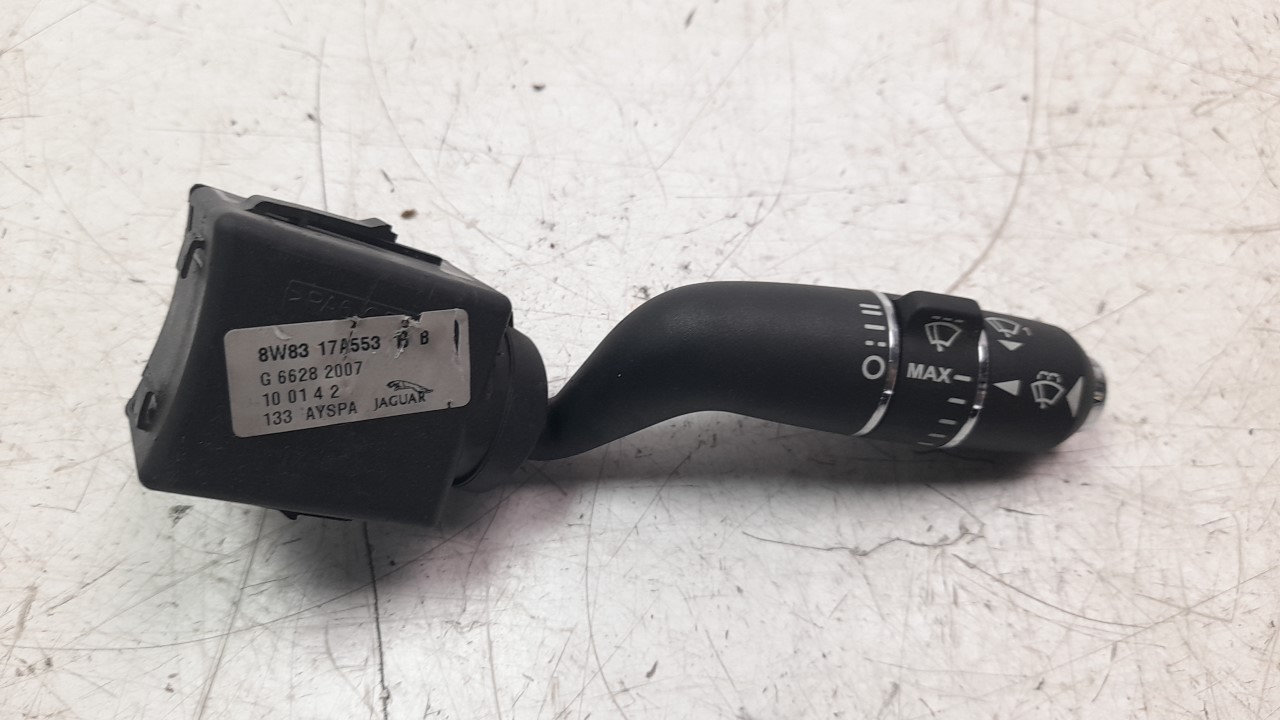 8W83 17A553 B
G 6628 2007
10 01 4 2
133 AYSPA JAGUAR
MAX